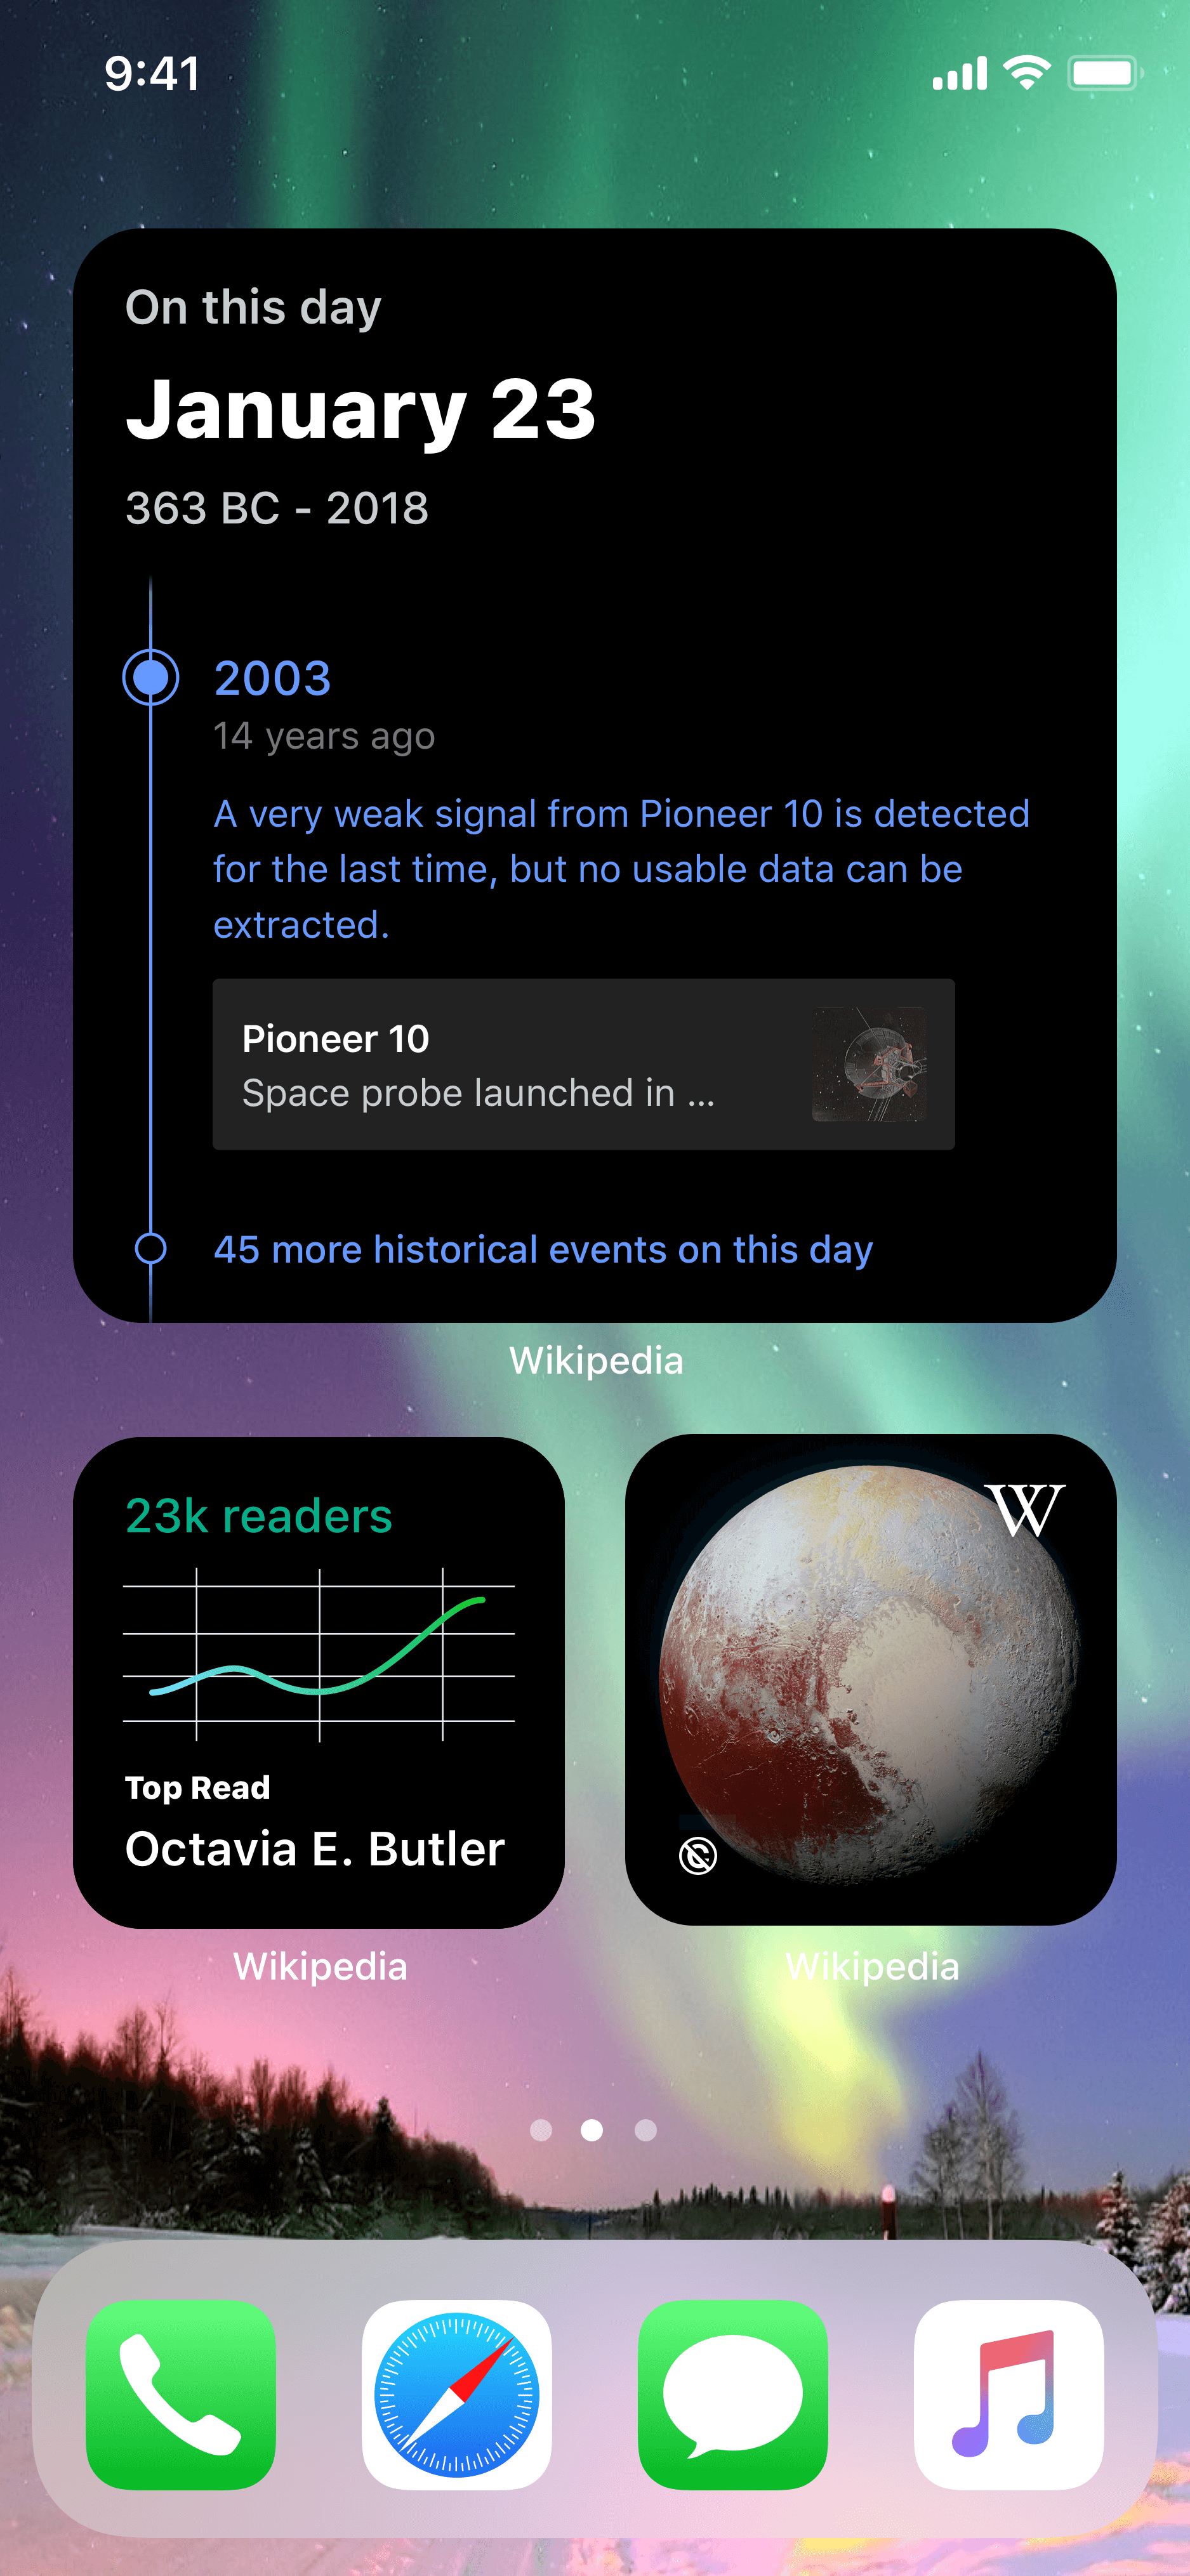 9:41
On this day
January 23
363 BC - 2018
2003
14 years ago
A very weak signal from Pioneer 10 is detected
for the last time, but no usable data can be
extracted.
Pioneer 10
Space probe launched in ...
45 more historical events on this day
Wikipedia
23k readers
Top Read
Octavia E. Butler
W
Wikipedia
Wikipedia